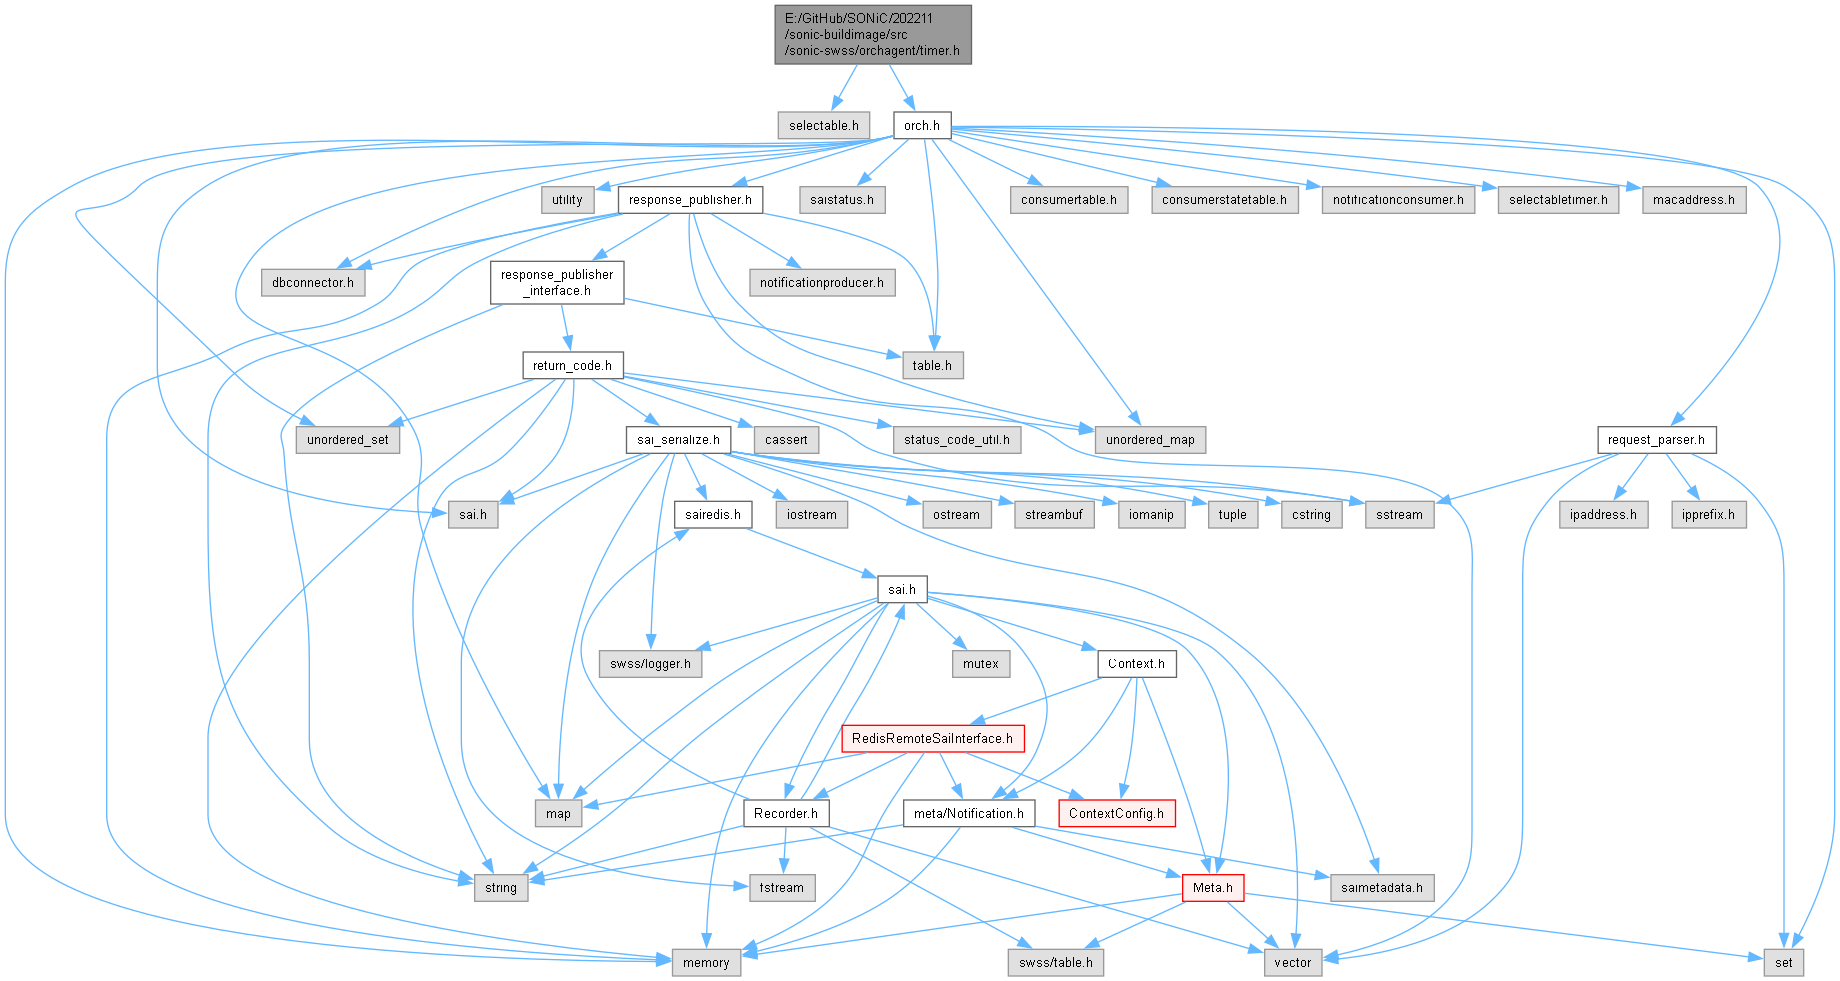 E:/GitHub/SONiC/202211
/sonic-buildimage/src
/sonic-swss/orchagent/timer.h
selectable.h
orch.h
utility
response_publisher.h
saistatus.h
consumertable.h
consumerstatetable.h
notificationconsumer.h
selectabletimer.h
macaddress.h
dbconnector.h
response_publisher
_interface.h
notificationproducer.h
return_code.h
table.h
unordered_set
sai_serialize.h
cassert
status_code_util.h
unordered_map
request_parser.h
sai.h
sairedis.h
iostream
ostream
streambuf
iomanip
tuple
cstring
sstream
ipaddress.h
ipprefix.h
sai.h
swss/logger.h
mutex
Context.h
RedisRemoteSaiInterface.h
map
Recorder.h
meta/Notification.h
ContextConfig.h
string
fstream
Meta.h
saimetadata.h
memory
swss/table.h
vector
set